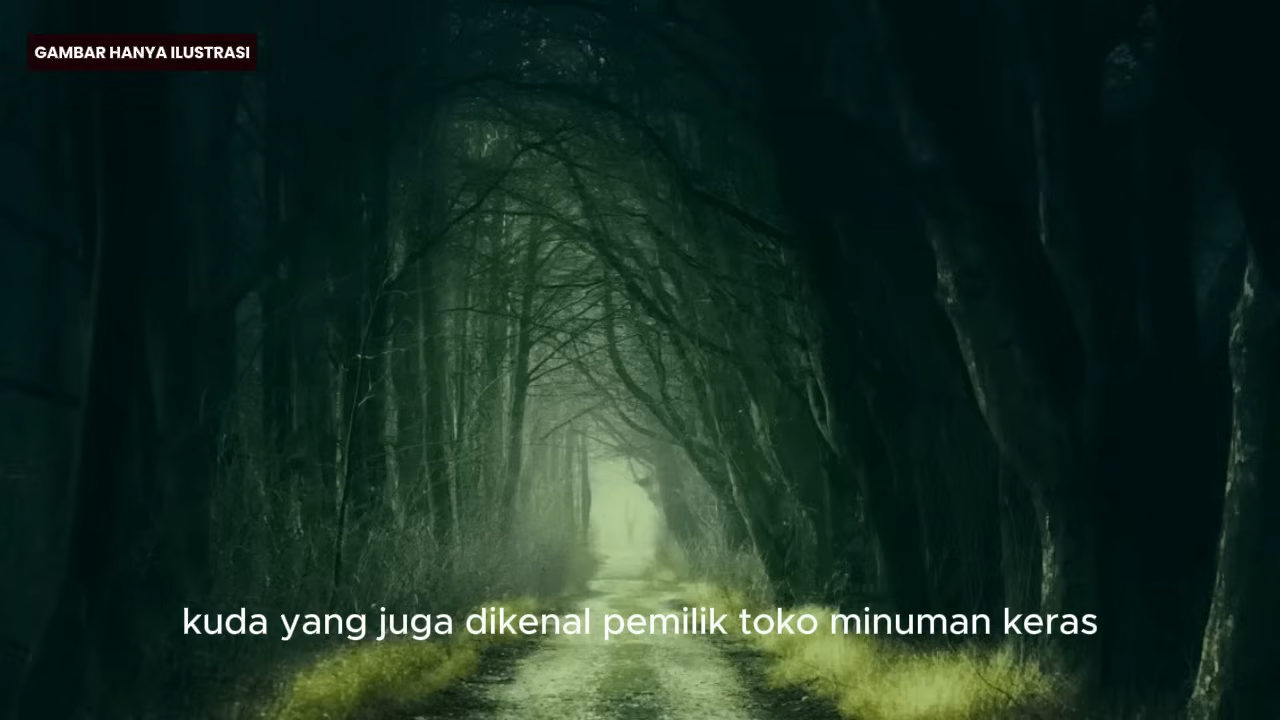 GAMBAR HANYA ILUSTRASI
kuda yang juga dikenal pemilik toko minuman keras